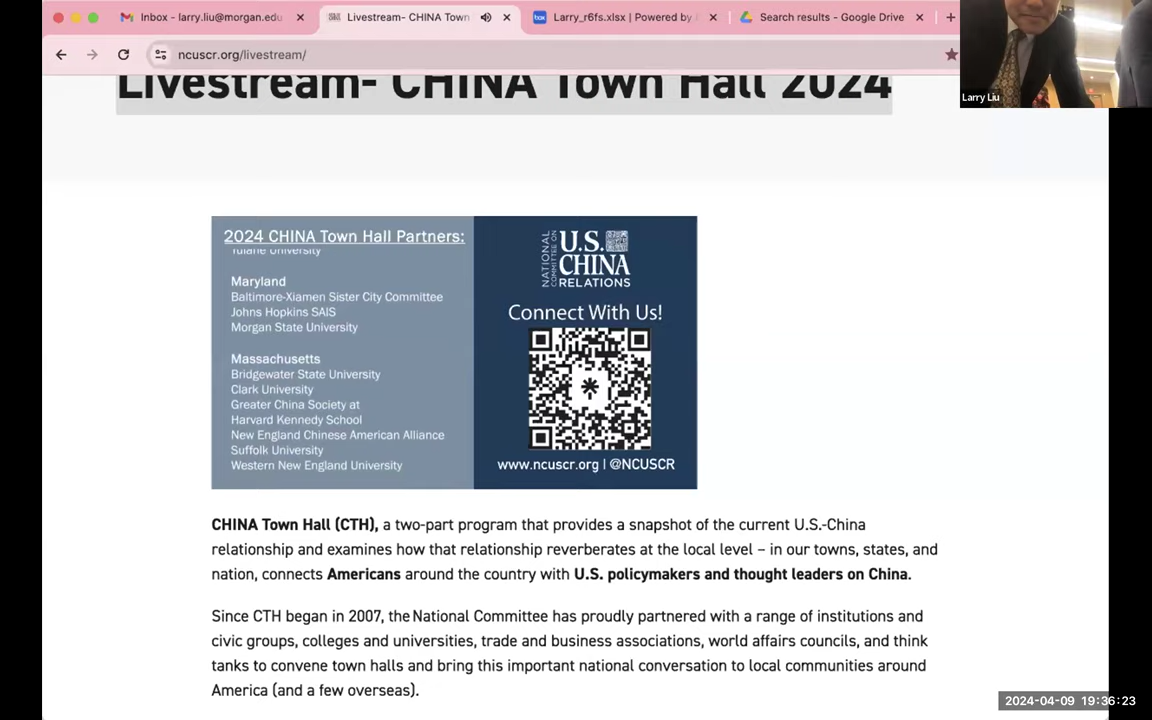 Inbox - larry.liu@morgan.edu
Livestream- CHINA Town
Larry_r6fs.xlsx | Powered by
Search results - Google Drive
ncuscr.org/livestream/
Larry Liu
Livestream- CHINA Town Hall 2024
2024 CHINA Town Hall Partners:
Tulane University
Maryland
Baltimore-Xiamen Sister City Committee
Johns Hopkins SAIS
Morgan State University
Massachusetts
Bridgewater State University
Clark University
Greater China Society at
Harvard Kennedy School
New England Chinese American Alliance
Suffolk University
Western New England University
NATIONAL COMMITTEE ON
U.S.
CHINA
RELATIONS
Connect With Us!
www.ncuscr.org | @NCUSCR
CHINA Town Hall (CTH), a two-part program that provides a snapshot of the current U.S.-China
relationship and examines how that relationship reverberates at the local level – in our towns, states, and
nation, connects Americans around the country with U.S. policymakers and thought leaders on China.
Since CTH began in 2007, the National Committee has proudly partnered with a range of institutions and
civic groups, colleges and universities, trade and business associations, world affairs councils, and think
tanks to convene town halls and bring this important national conversation to local communities around
America (and a few overseas).
2024-04-09 19:36:23